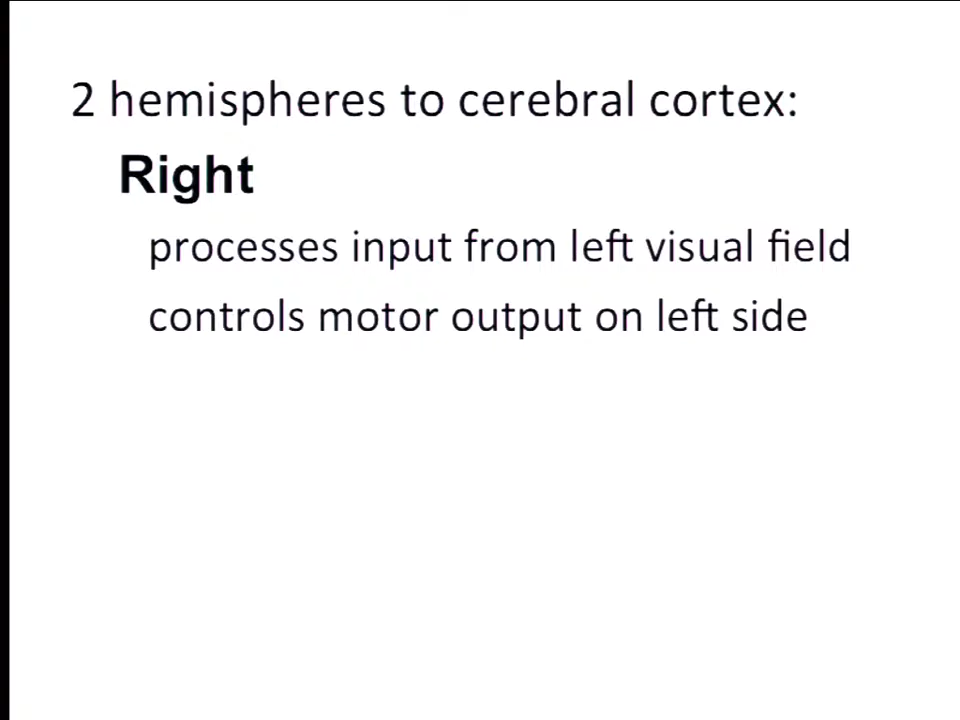 2 hemispheres to cerebral cortex:
Right
processes input from left visual field
controls motor output on left side